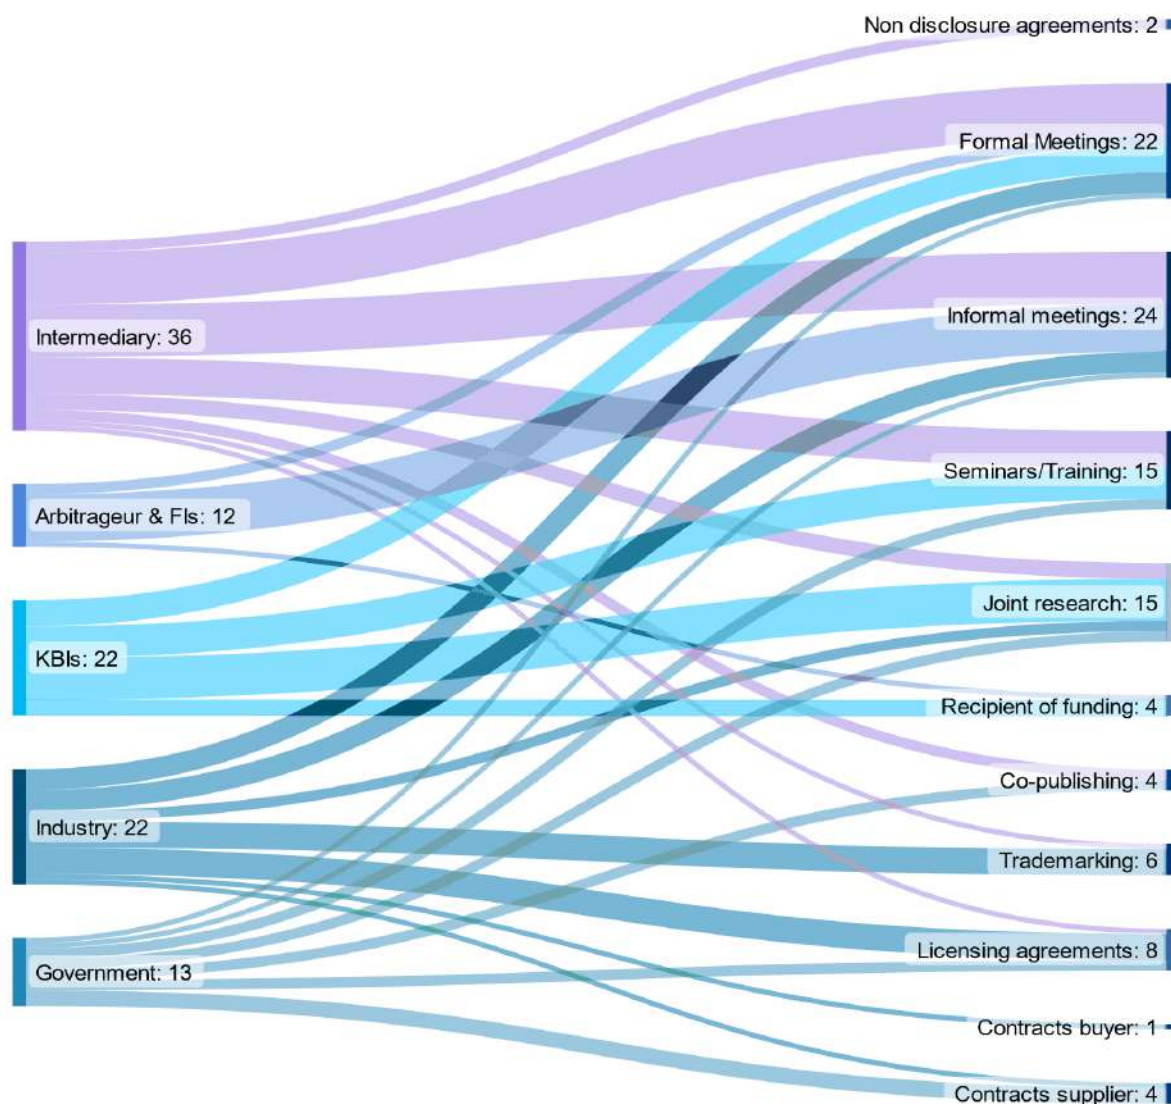 Intermediary: 36
Arbitrageur & FIs: 12
KBIs: 22
Industry: 22
Government: 13
Non disclosure agreements: 2
Formal Meetings: 22
Informal meetings: 24
Seminars/Training: 15
Joint research: 15
Recipient of funding: 4
Co-publishing: 4
Trademarking: 6
Licensing agreements: 8
Contracts buyer: 1
Contracts supplier: 4